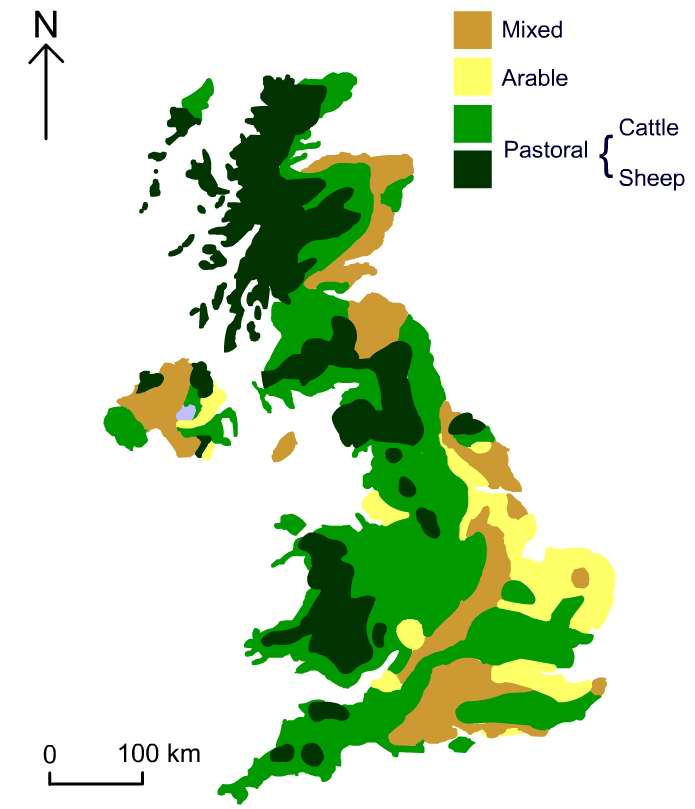 N
Mixed
Arable
Pastoral { Cattle
Sheep
0 100 km